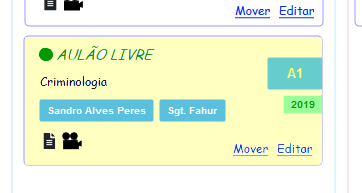 Mover Editar
AULÃO LIVRE
A1
Criminologia
2019
Sandro Alves Peres Sgt. Fahur
Mover Editar